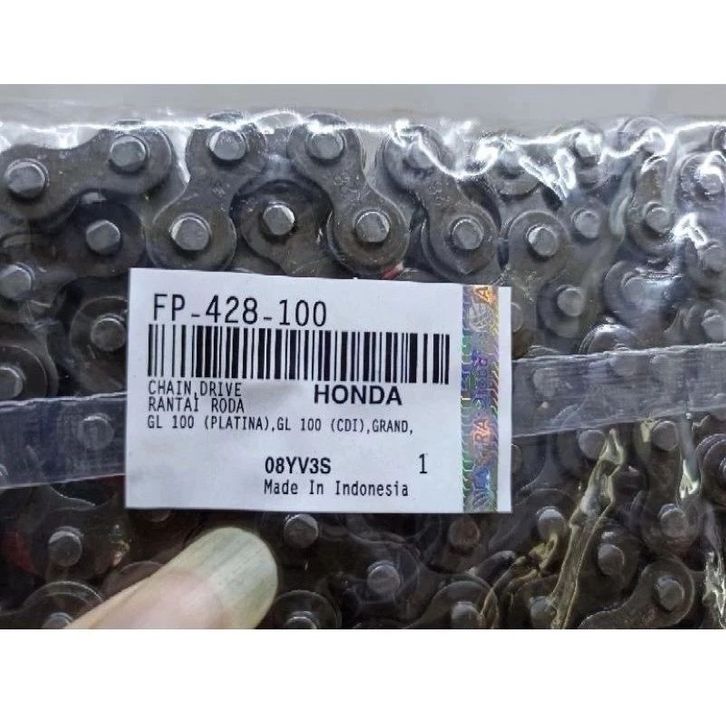 FP-428-100
CHAIN,DRIVE
HONDA
RANTAI RODA
GL 100 (PLATINA),GL 100 (CDI),GRAND,
08YV3S
1
Made In Indonesia